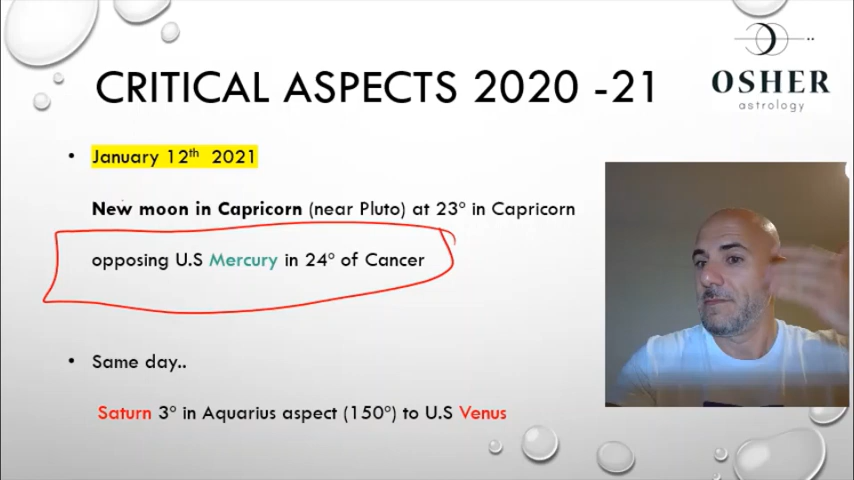 CRITICAL ASPECTS 2020 -21
OSHER
astrology
• January 12th 2021
New moon in Capricorn (near Pluto) at 23° in Capricorn
opposing U.S Mercury in 24° of Cancer
• Same day..
Saturn 3° in Aquarius aspect (150°) to U.S Venus